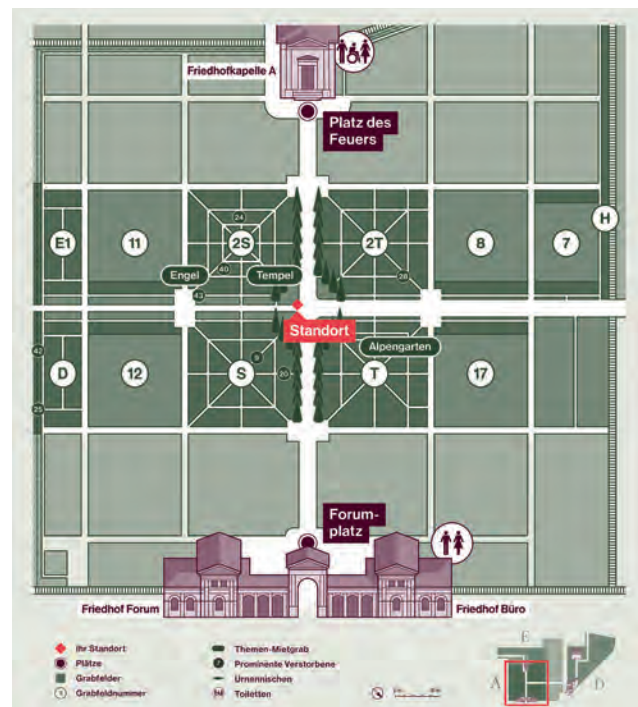 Friedhofkapelle A
Platz des
Feuers
24
E1
11
2S
2T
8
7
H
Engel
40
Tempel
28
43
Standort
Alpengarten
42
9
D
12
S
20
T
17
25
Forum-
platz
Friedhof Forum
Friedhof Büro
Ihr Standort
Plätze
Grabfelder
Grabfeldnummer
Themen-Mietgrab
Prominente Verstorbene
Urnennischen
Toiletten
E
A
D